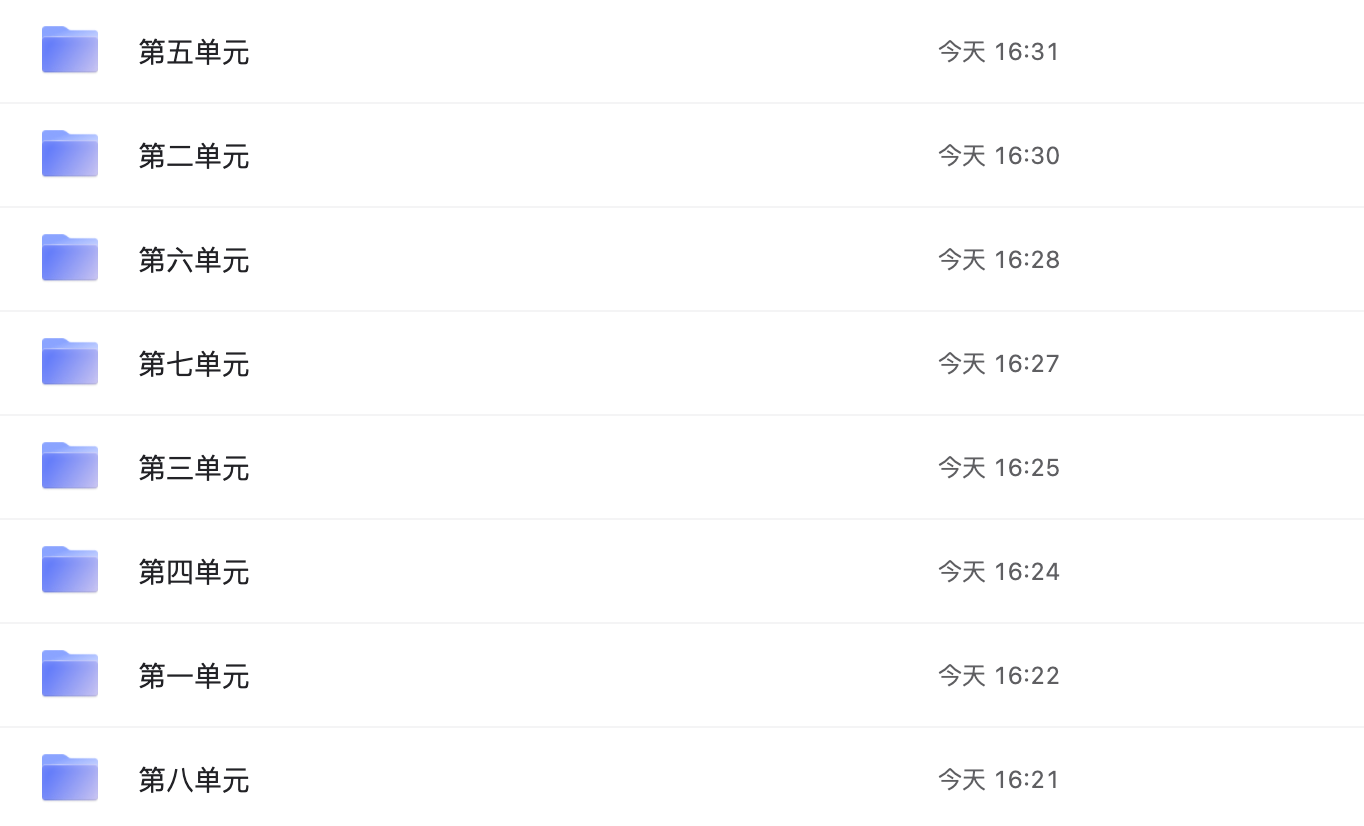 第五单元 今天 16:31
第二单元 今天 16:30
第六单元 今天 16:28
第七单元 今天 16:27
第三单元 今天 16:25
第四单元 今天 16:24
第一单元 今天 16:22
第八单元 今天 16:21